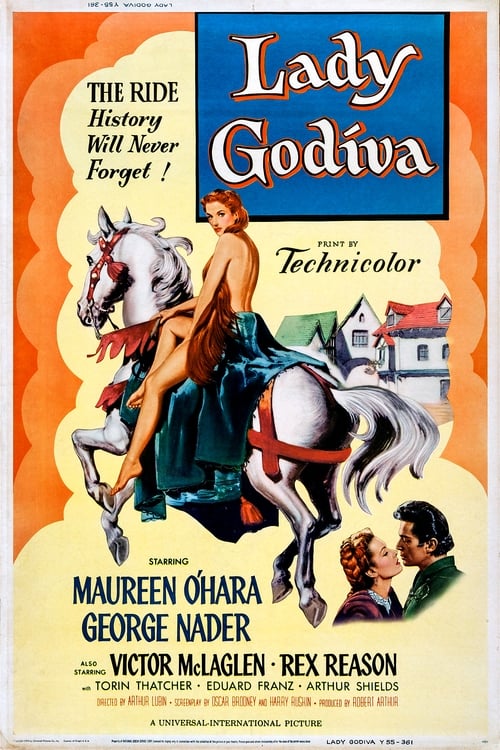 LADY GODIVA Y55-361
THE RIDE
History
Will Never
Forget !
Lady
Godiva
PRINT BY
Technicolor
STARRING
MAUREEN O'HARA
GEORGE NADER
ALSO STARRING VICTOR McLAGLEN · REX REASON
with TORIN THATCHER · EDUARD FRANZ · ARTHUR SHIELDS
DIRECTED BY ARTHUR LUBIN · SCREENPLAY BY OSCAR BRODNEY AND HARRY RUSKIN · PRODUCED BY ROBERT ARTHUR
A UNIVERSAL-INTERNATIONAL PICTURE
LADY GODIVA Y55-361